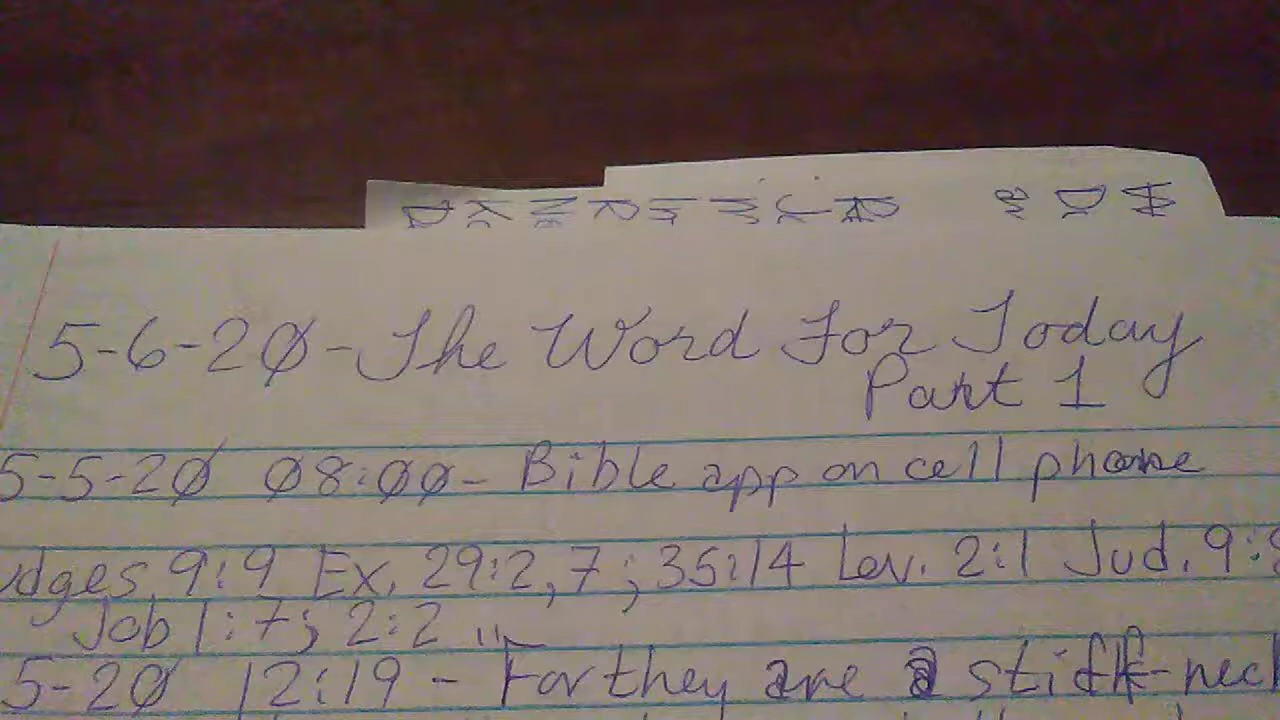 5-6-2Ø-The Word For Today
Part 1
5-5-2Ø Ø8:ØØ- Bible app on cell phone
udges 9:9 Ex. 29:2,7; 35:14 Lev. 2:1 Jud. 9:
Job 1:7; 2:2
5-2Ø 12:19 - For they are a stiff-neck